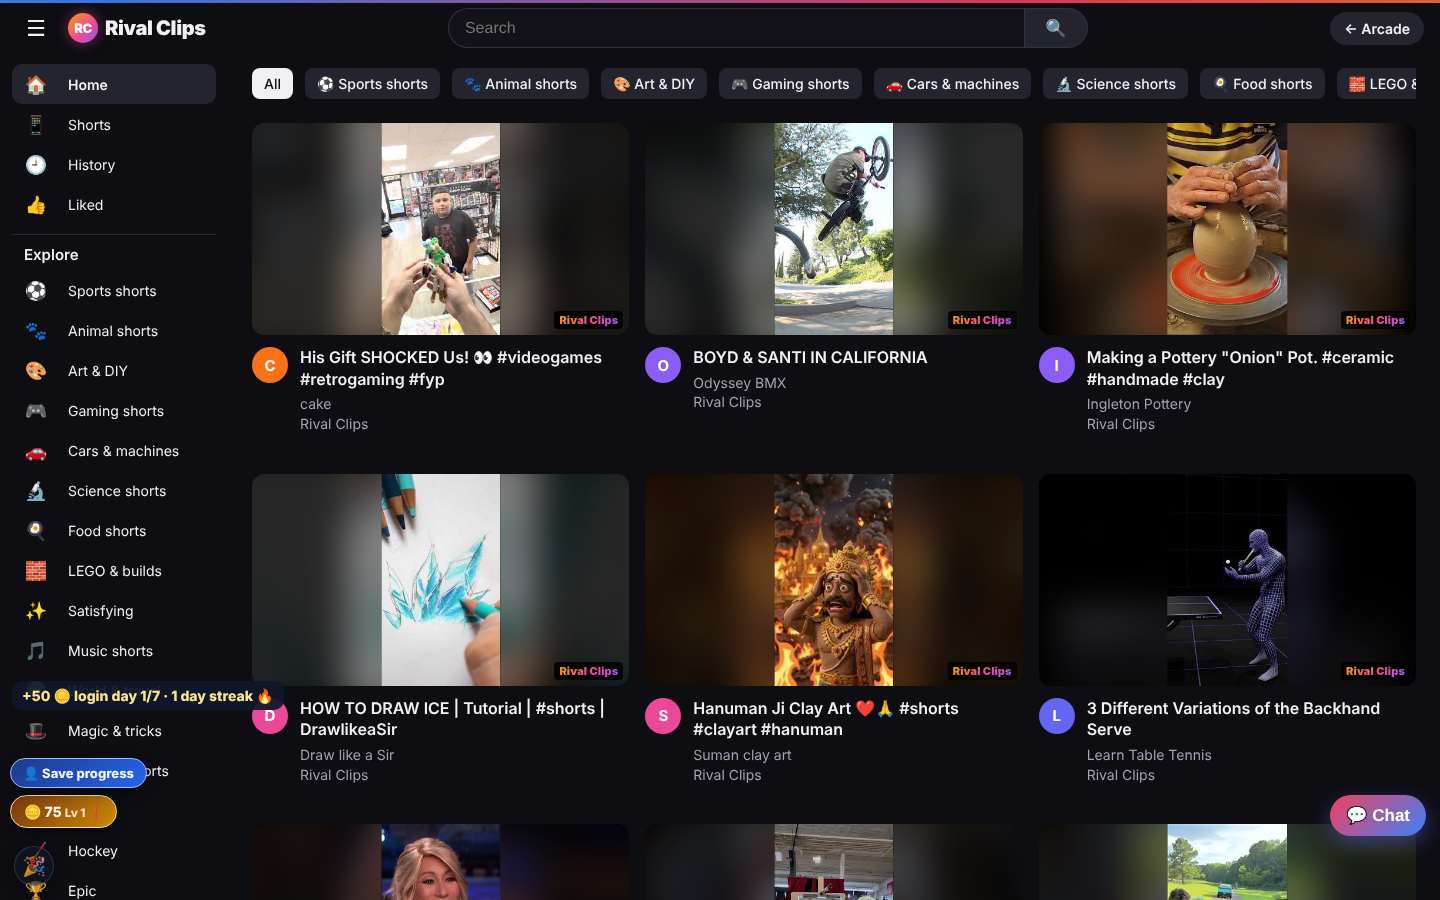 RC Rival Clips
Search
← Arcade
Home
Shorts
History
Liked
Explore
Sports shorts
Animal shorts
Art & DIY
Gaming shorts
Cars & machines
Science shorts
Food shorts
LEGO & builds
Satisfying
Music shorts
+50 login day 1/7 · 1 day streak
Magic & tricks
Save progress
orts
75 Lv 1
Hockey
Epic
All
Sports shorts
Animal shorts
Art & DIY
Gaming shorts
Cars & machines
Science shorts
Food shorts
LEGO &
Rival Clips
C
His Gift SHOCKED Us! 👀 #videogames
#retrogaming #fyp
cake
Rival Clips
Rival Clips
O
BOYD & SANTI IN CALIFORNIA
Odyssey BMX
Rival Clips
Rival Clips
I
Making a Pottery "Onion" Pot. #ceramic
#handmade #clay
Ingleton Pottery
Rival Clips
Rival Clips
D
HOW TO DRAW ICE | Tutorial | #shorts |
DrawlikeaSir
Draw like a Sir
Rival Clips
Rival Clips
S
Hanuman Ji Clay Art ❤️🙏 #shorts
#clayart #hanuman
Suman clay art
Rival Clips
Rival Clips
L
3 Different Variations of the Backhand
Serve
Learn Table Tennis
Rival Clips
Chat